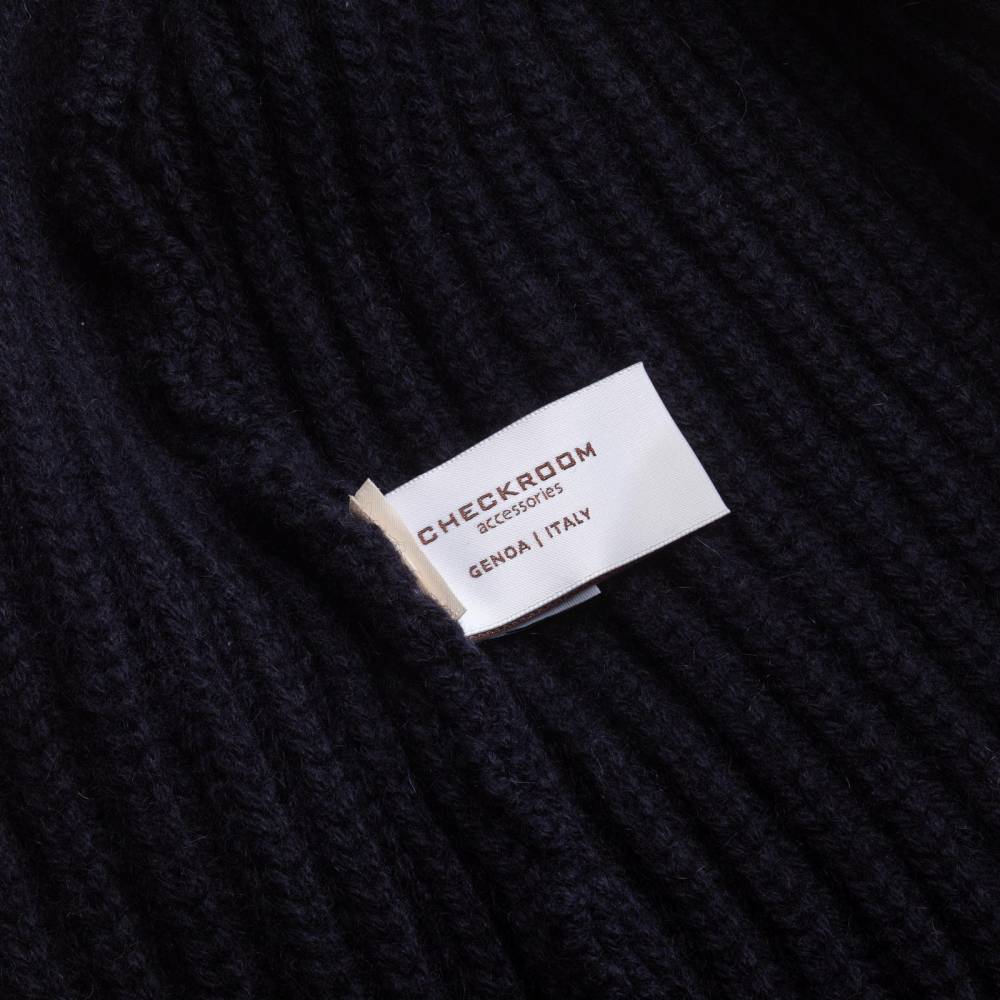 CHECKROOM
accessories
GENOA | ITALY